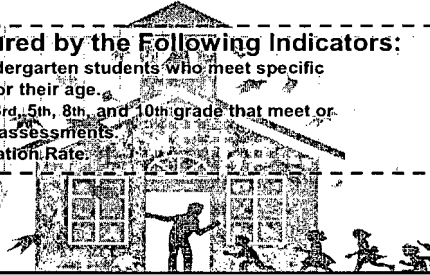 ured by the Following Indicators:
dergarten students who meet specific
or their age.
3rd, 5th, 8th, and 10th grade that meet or
assessments.
ation Rate.